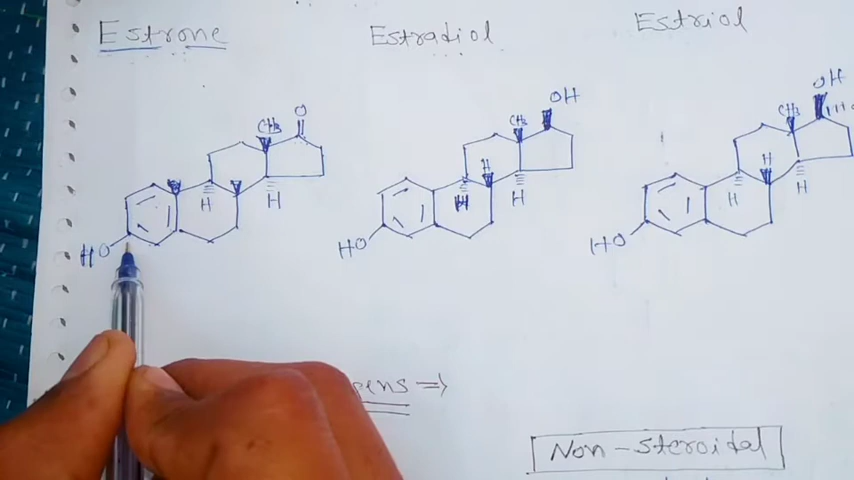 Estrone
Estradiol
Estriol
O
CH3
H
H
HO
OH
CH3
H
H
H
HO
OH
CH3
H
H
H
HO
=>
Non-steroidal